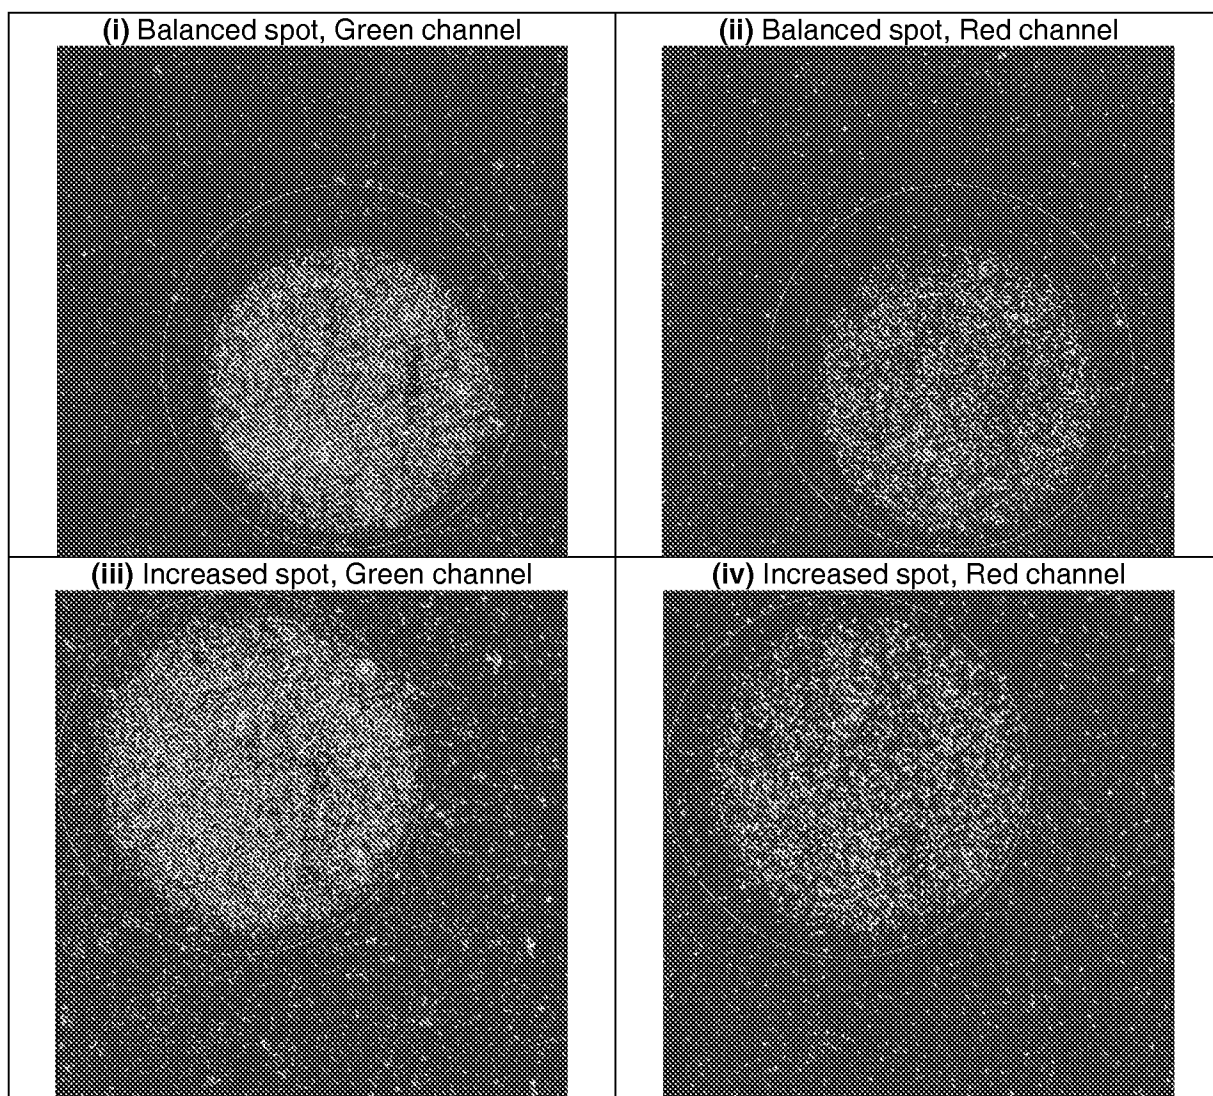 (i) Balanced spot, Green channel
(ii) Balanced spot, Red channel
(iii) Increased spot, Green channel
(iv) Increased spot, Red channel